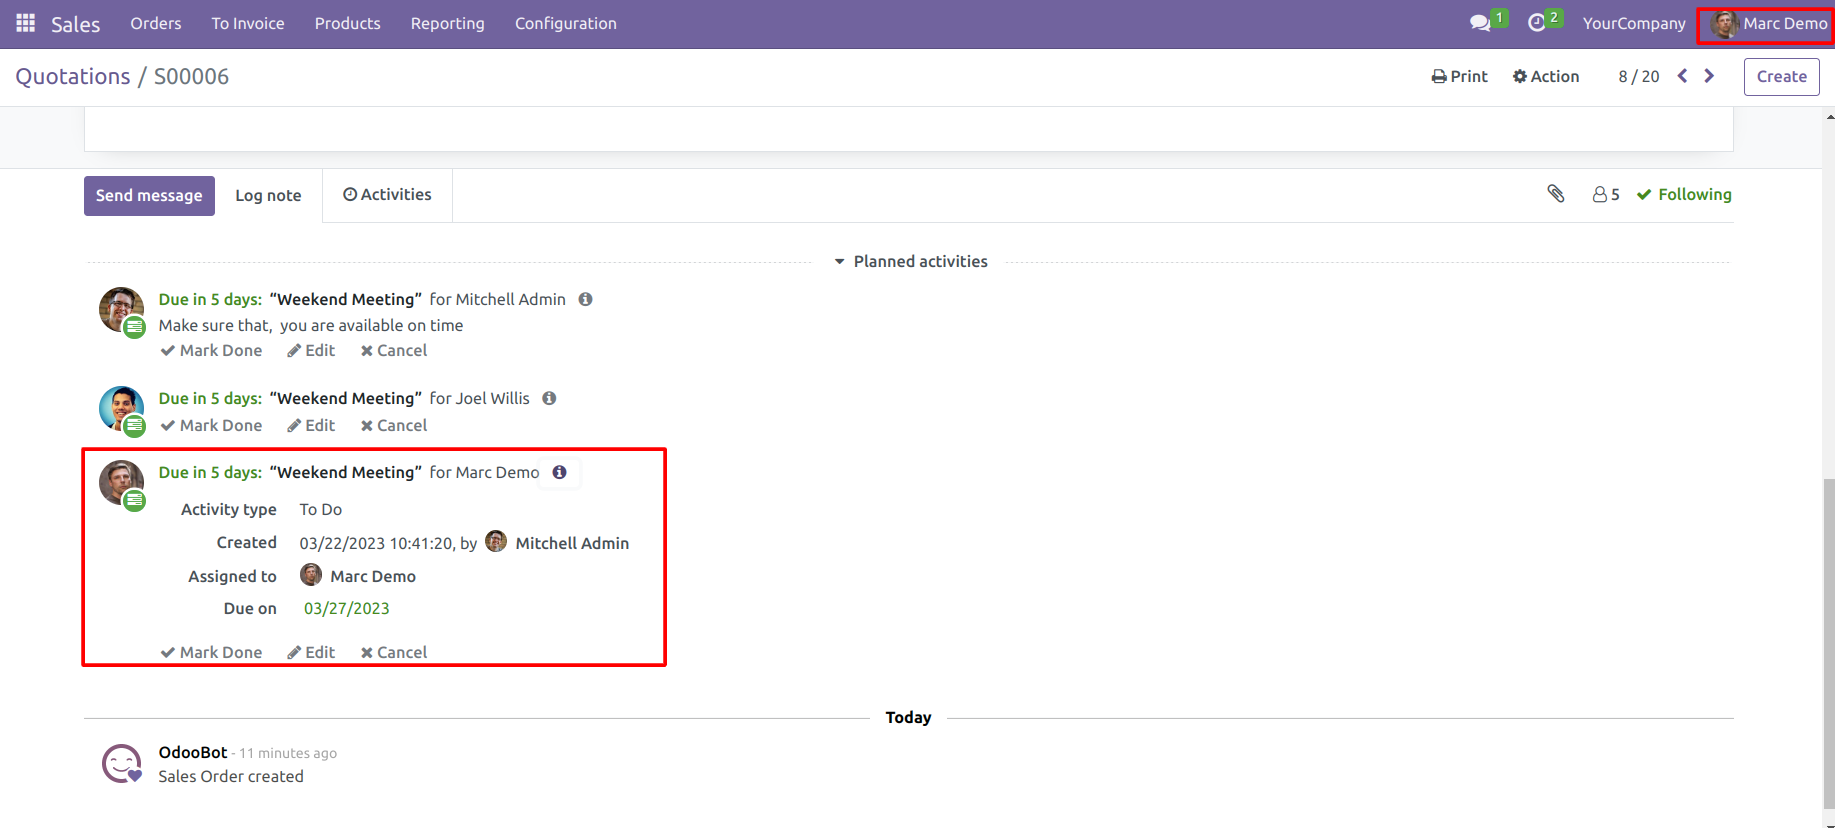 Sales Orders To Invoice Products Reporting Configuration 1 2 YourCompany Marc Demo
Quotations / S00006 Print Action 8 / 20 Create
Send message Log note Activities 5 Following
Planned activities
Due in 5 days: “Weekend Meeting” for Mitchell Admin
Make sure that, you are available on time
Mark Done Edit Cancel
Due in 5 days: “Weekend Meeting” for Joel Willis
Mark Done Edit Cancel
Due in 5 days: “Weekend Meeting” for Marc Demo
Activity type To Do
Created 03/22/2023 10:41:20, by Mitchell Admin
Assigned to Marc Demo
Due on 03/27/2023
Mark Done Edit Cancel
Today
OdooBot - 11 minutes ago
Sales Order created